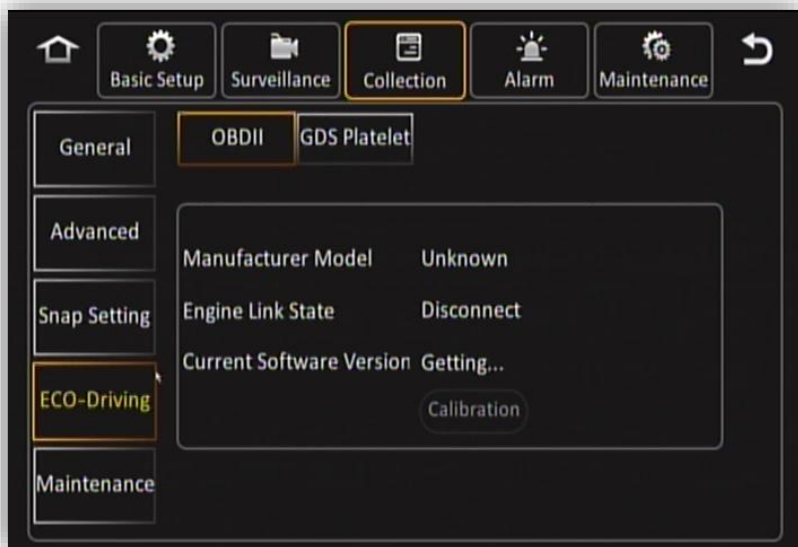 Basic Setup
Surveillance
Collection
Alarm
Maintenance
General
OBDII
GDS Platelet
Advanced
Manufacturer Model Unknown
Snap Setting
Engine Link State Disconnect
Current Software Version Getting...
ECO-Driving
Calibration
Maintenance